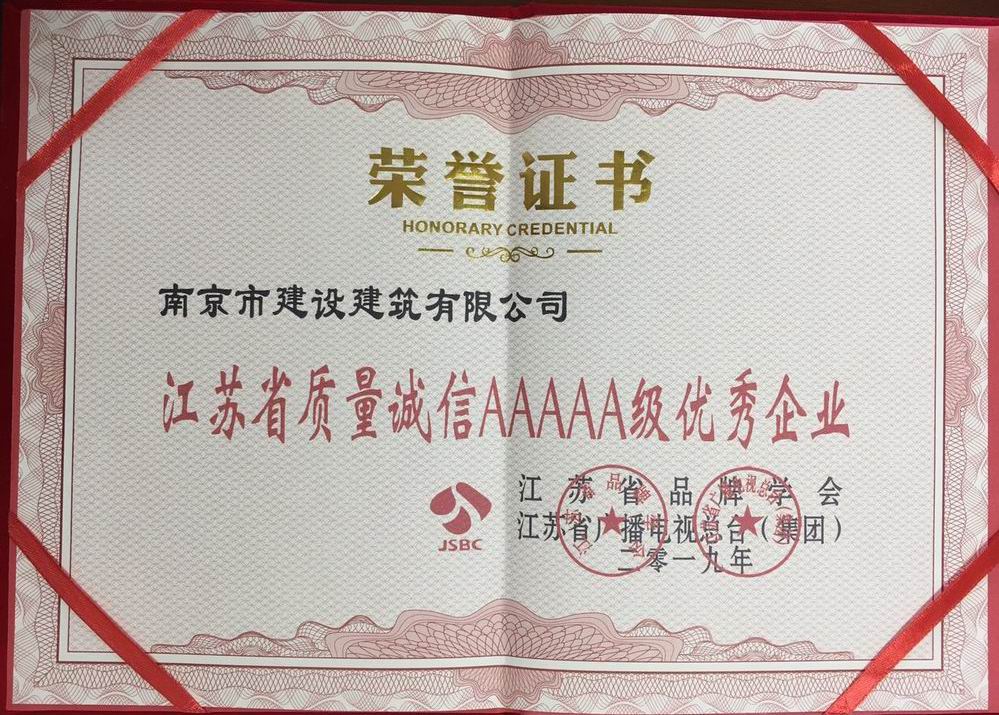 荣誉证书
HONORARY CREDENTIAL
南京市建设建筑有限公司
江苏省质量诚信AAAAA级优秀企业
JSBC
江苏省品牌学会
江苏省广播电视总台(集团)
二零一九年